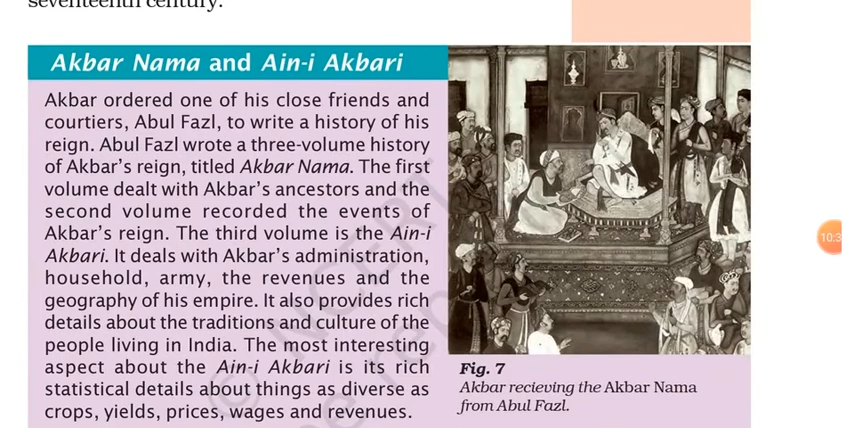 seventeenth century.
Akbar Nama and Ain-i Akbari
Akbar ordered one of his close friends and
courtiers, Abul Fazl, to write a history of his
reign. Abul Fazl wrote a three-volume history
of Akbar's reign, titled Akbar Nama. The first
volume dealt with Akbar's ancestors and the
second volume recorded the events of
Akbar's reign. The third volume is the Ain-i
Akbari. It deals with Akbar's administration,
household, army, the revenues and the
geography of his empire. It also provides rich
details about the traditions and culture of the
people living in India. The most interesting
aspect about the Ain-i Akbari is its rich
statistical details about things as diverse as
crops, yields, prices, wages and revenues.
Fig. 7
Akbar recieving the Akbar Nama
from Abul Fazl.
10:3
© NCERT